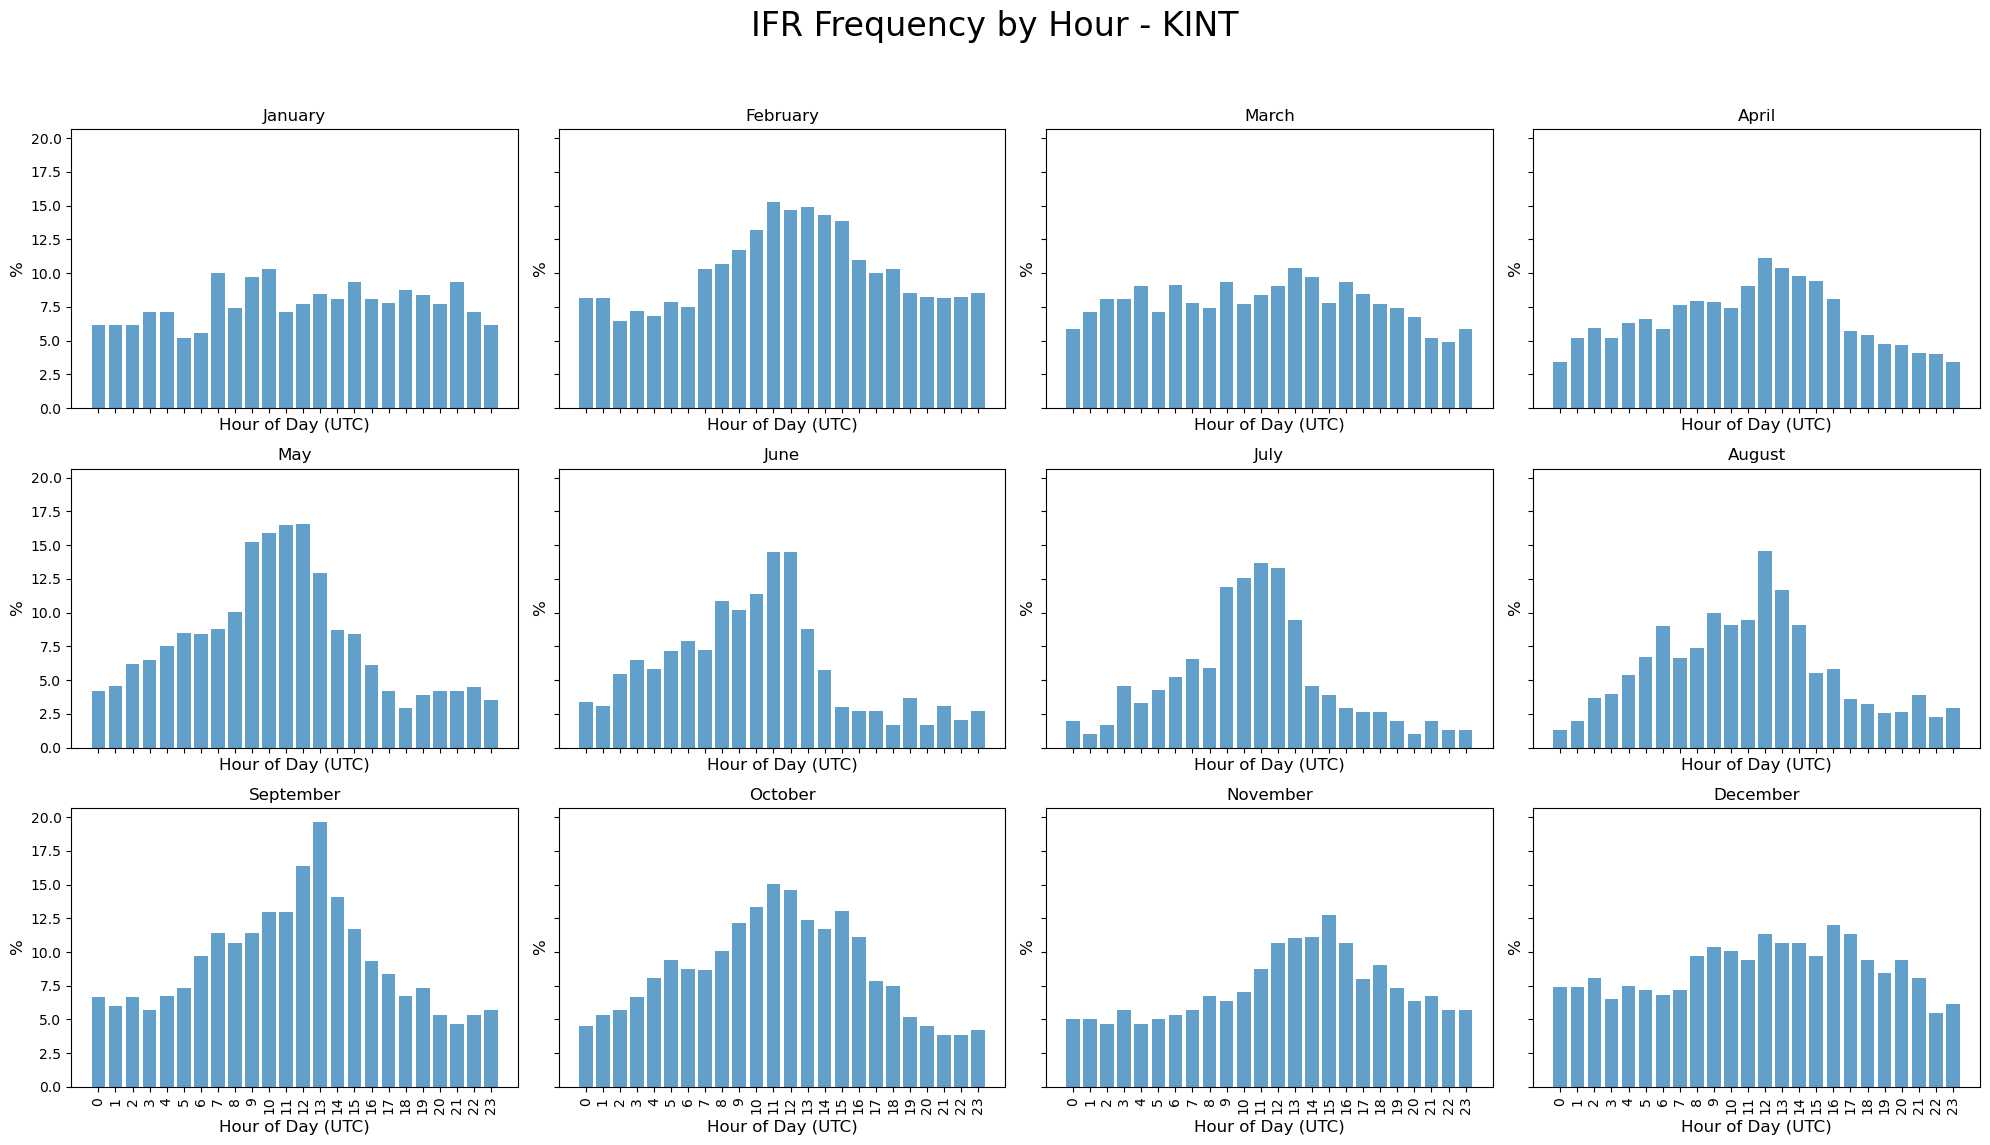 IFR Frequency by Hour - KINT
January
February
March
April
20.0
17.5
15.0
12.5
10.0
7.5
5.0
2.5
0.0
%
%
%
%
Hour of Day (UTC)
Hour of Day (UTC)
Hour of Day (UTC)
Hour of Day (UTC)
May
June
July
August
20.0
17.5
15.0
12.5
10.0
7.5
5.0
2.5
0.0
%
%
%
%
Hour of Day (UTC)
Hour of Day (UTC)
Hour of Day (UTC)
Hour of Day (UTC)
September
October
November
December
20.0
17.5
15.0
12.5
10.0
7.5
5.0
2.5
0.0
%
%
%
%
0 1 2 3 4 5 6 7 8 9 10 11 12 13 14 15 16 17 18 19 20 21 22 23
0 1 2 3 4 5 6 7 8 9 10 11 12 13 14 15 16 17 18 19 20 21 22 23
0 1 2 3 4 5 6 7 8 9 10 11 12 13 14 15 16 17 18 19 20 21 22 23
0 1 2 3 4 5 6 7 8 9 10 11 12 13 14 15 16 17 18 19 20 21 22 23
Hour of Day (UTC)
Hour of Day (UTC)
Hour of Day (UTC)
Hour of Day (UTC)